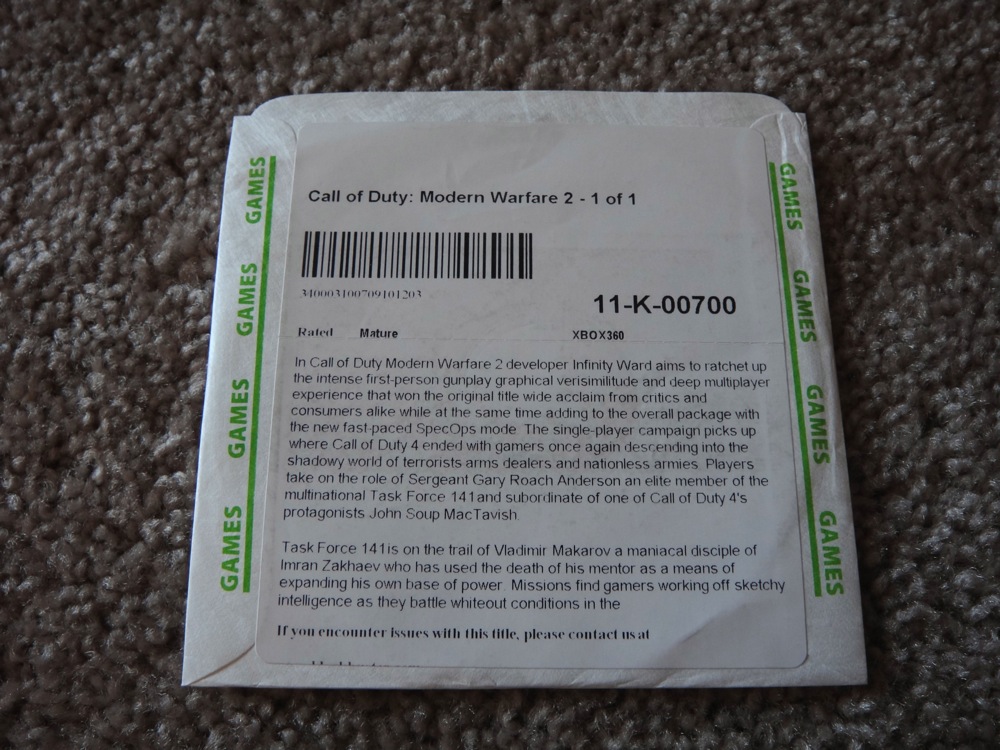 Call of Duty: Modern Warfare 2 - 1 of 1
340003100709101203
11-K-00700
Rated Mature XBOX360
In Call of Duty Modern Warfare 2 developer Infinity Ward aims to ratchet up
the intense first-person gunplay graphical verisimilitude and deep multiplayer
experience that won the original title wide acclaim from critics and
consumers alike while at the same time adding to the overall package with
the new fast-paced SpecOps mode. The single-player campaign picks up
where Call of Duty 4 ended with gamers once again descending into the
shadowy world of terrorists arms dealers and nationless armies. Players
take on the role of Sergeant Gary Roach Anderson an elite member of the
multinational Task Force 141 and subordinate of one of Call of Duty 4's
protagonists John Soup MacTavish.
Task Force 141 is on the trail of Vladimir Makarov a maniacal disciple of
Imran Zakhaev who has used the death of his mentor as a means of
expanding his own base of power. Missions find gamers working off sketchy
intelligence as they battle whiteout conditions in the
If you encounter issues with this title, please contact us at
GAMES
GAMES
GAMES
GAMES
GAMES
GAMES
GAMES
GAMES